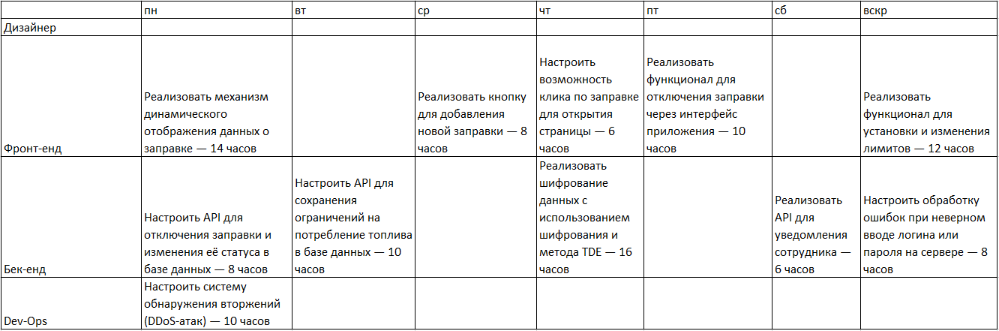 пн вт ср чт пт сб вскр
Дизайнер
Фронт-енд
Реализовать механизм
динамического
отображения данных о
заправке — 14 часов
Реализовать кнопку
для добавления
новой заправки — 8
часов
Настроить
возможность
клика по заправке
для открытия
страницы — 6
часов
Реализовать
функционал для
отключения заправки
через интерфейс
приложения — 10
часов
Реализовать
функционал для
установки и изменения
лимитов — 12 часов
Бек-енд
Настроить API для
отключения заправки и
изменения её статуса в
базе данных — 8 часов
Настроить API для
сохранения
ограничений на
потребление топлива
в базе данных — 10
часов
Реализовать
шифрование
данных с
использованием
шифрования и
метода TDE — 16
часов
Реализовать
API для
уведомления
сотрудника —
6 часов
Настроить обработку
ошибок при неверном
вводе логина или
пароля на сервере — 8
часов
Dev-Ops
Настроить систему
обнаружения вторжений
(DDoS-атак) — 10 часов